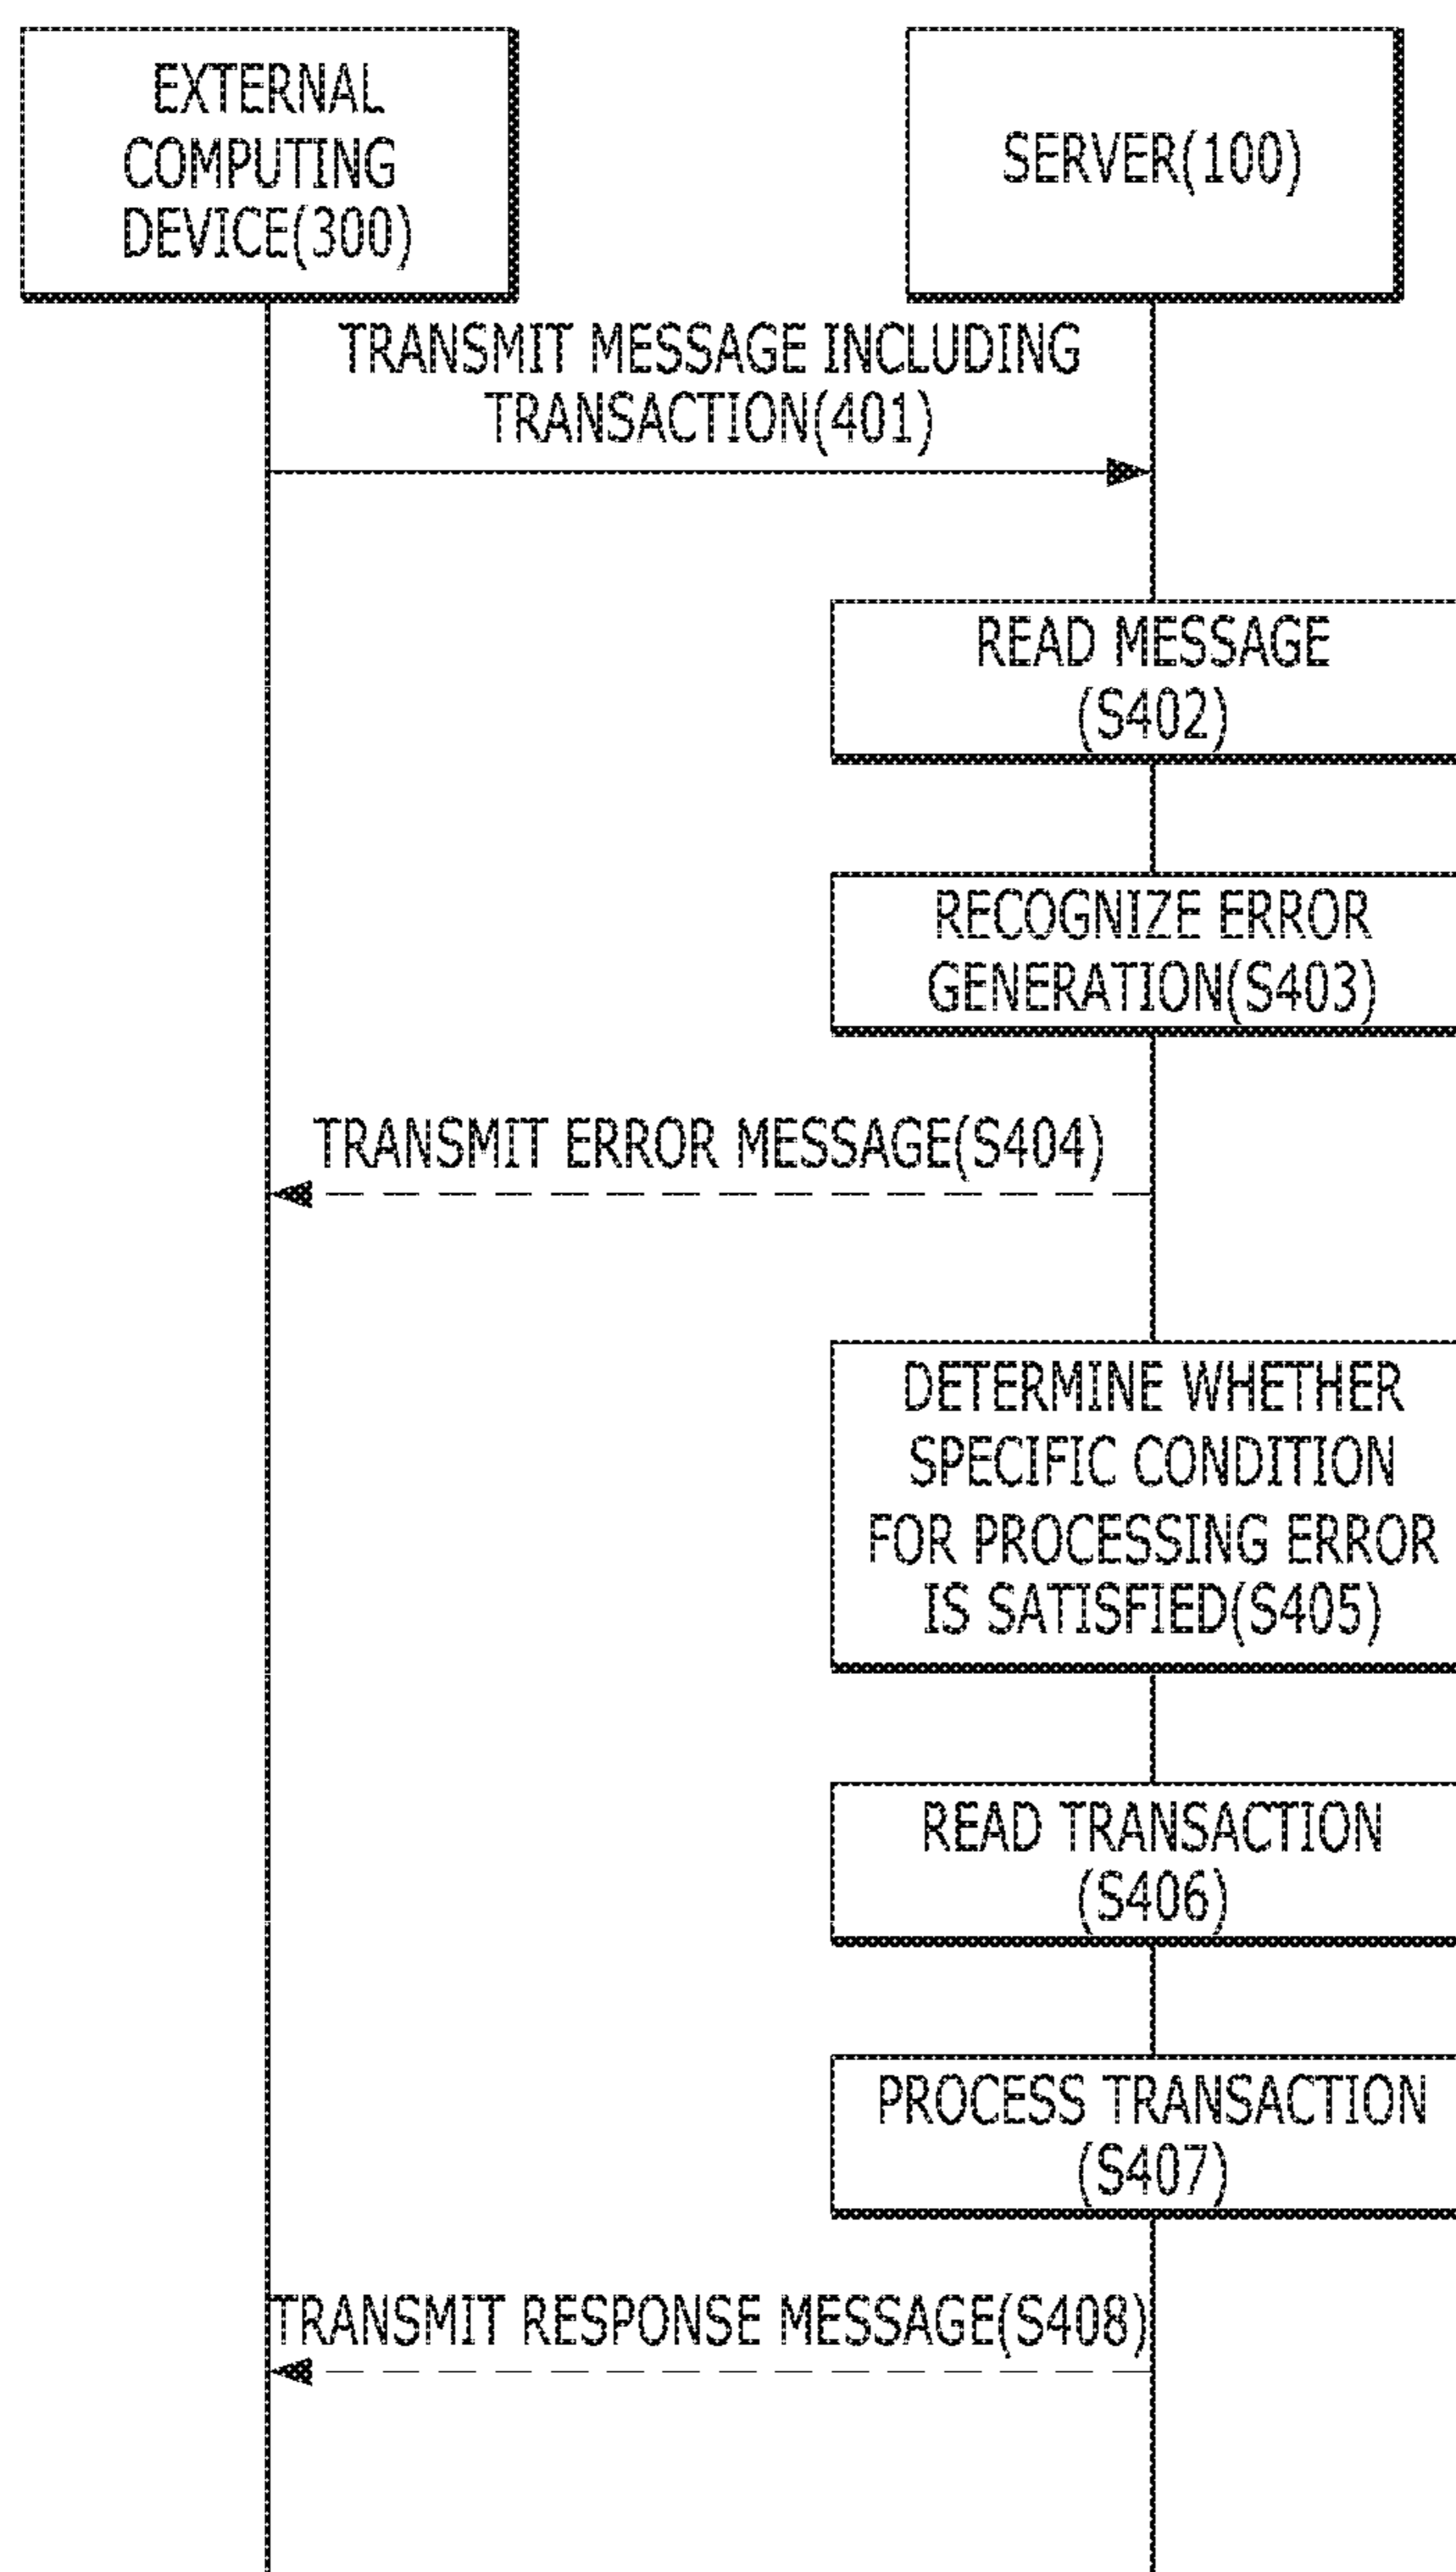 EXTERNAL
COMPUTING
DEVICE(300)
SERVER(100)
TRANSMIT MESSAGE INCLUDING
TRANSACTION(401)
READ MESSAGE
(S402)
RECOGNIZE ERROR
GENERATION(S403)
TRANSMIT ERROR MESSAGE(S404)
DETERMINE WHETHER
SPECIFIC CONDITION
FOR PROCESSING ERROR
IS SATISFIED(S405)
READ TRANSACTION
(S406)
PROCESS TRANSACTION
(S407)
TRANSMIT RESPONSE MESSAGE(S408)